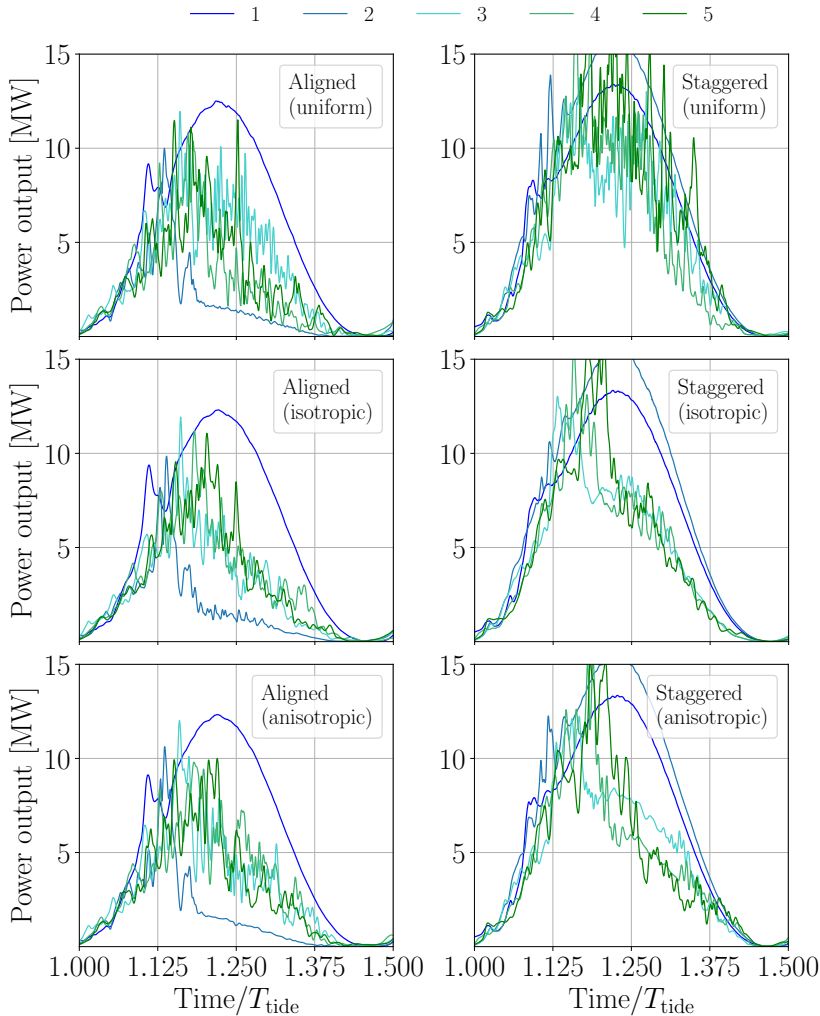 1 2 3 4 5
15 Aligned 15 Staggered
(uniform) (uniform)
Power output [MW]
10 10
5 5
15 Aligned 15 Staggered
(isotropic) (isotropic)
Power output [MW]
10 10
5 5
15 Aligned 15 Staggered
(anisotropic) (anisotropic)
Power output [MW]
10 10
5 5
1.000 1.125 1.250 1.375 1.500 1.000 1.125 1.250 1.375 1.500
Time/T_tide Time/T_tide